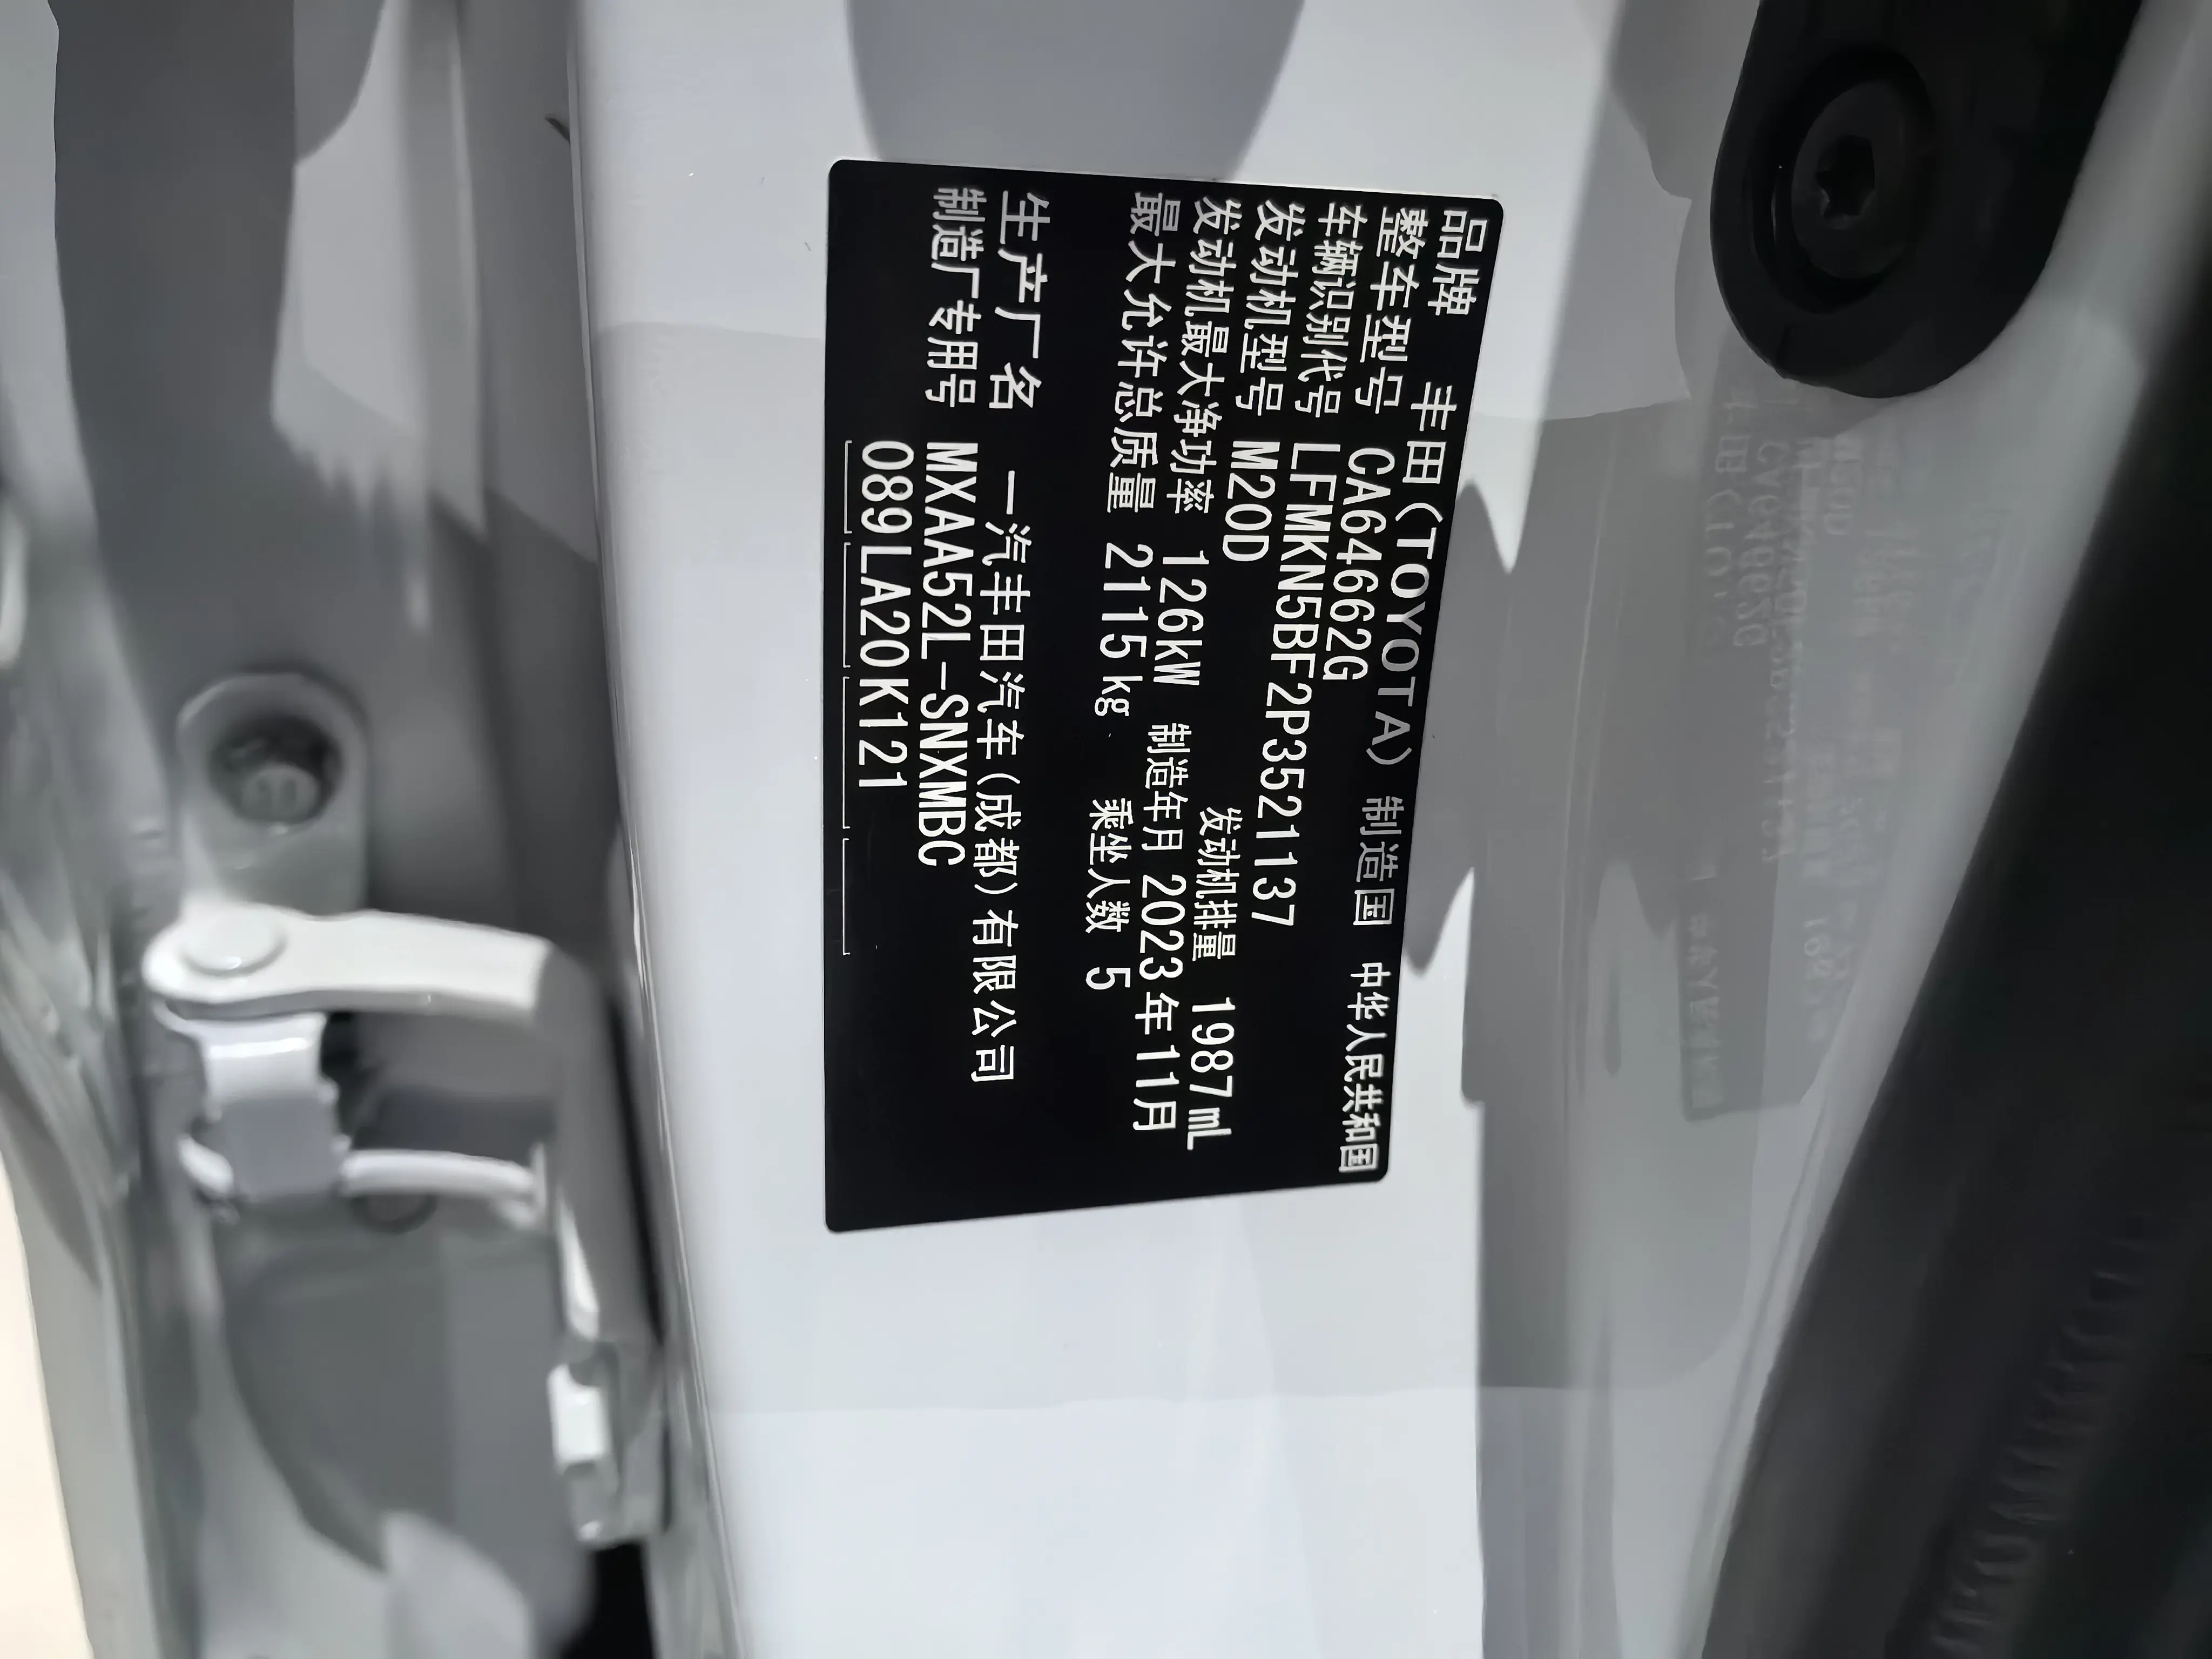 品牌 丰田(TOYOTA) 制造国 中华人民共和国
整车型号 CA64662G
车辆识别代号 LFMKN5BF2P3521137
发动机型号 M20D 发动机排量 1987mL
发动机最大净功率 126kW 制造年月 2023年11月
最大允许总质量 2115kg 乘坐人数 5
生产厂名 一汽丰田汽车(成都)有限公司
制造厂专用号 MXAA52L-SNXMBC
089LA20K121